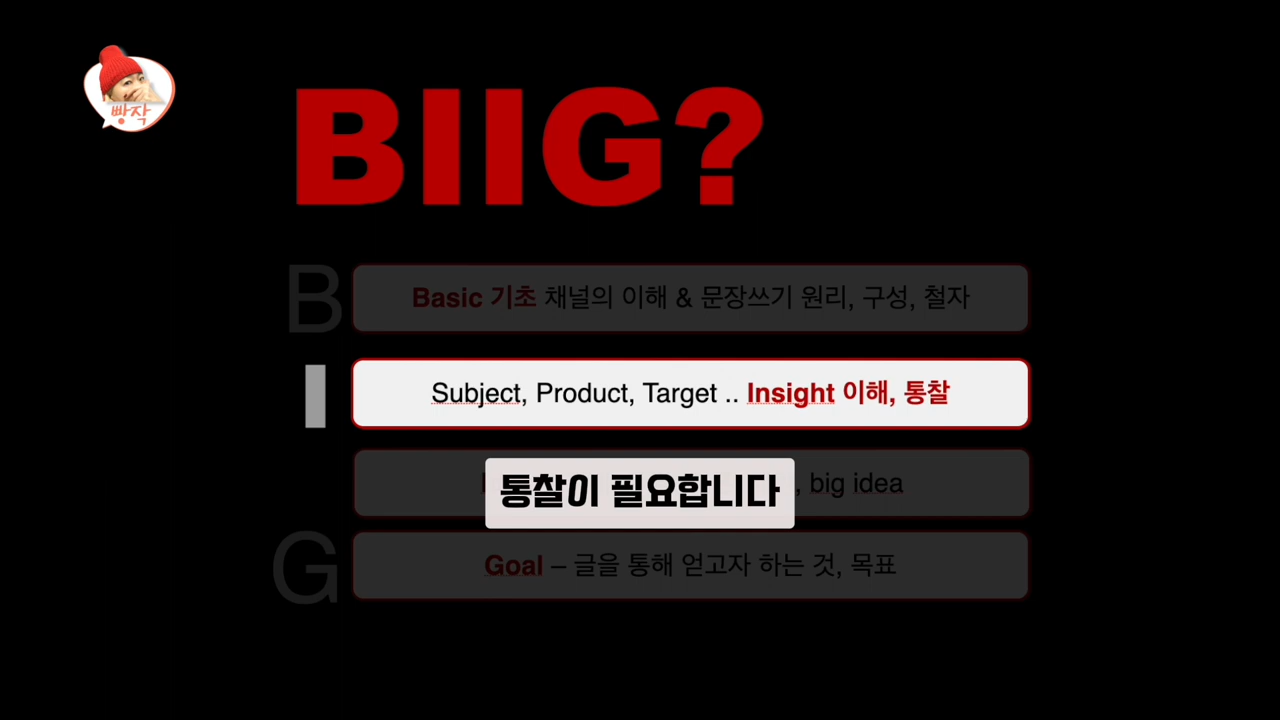 빵작
BIIG?
B
Basic 기초 채널의 이해 & 문장쓰기 원리, 구성, 철자
I
Subject, Product, Target .. Insight 이해, 통찰
, big idea
통찰이 필요합니다
G
Goal – 글을 통해 얻고자 하는 것, 목표